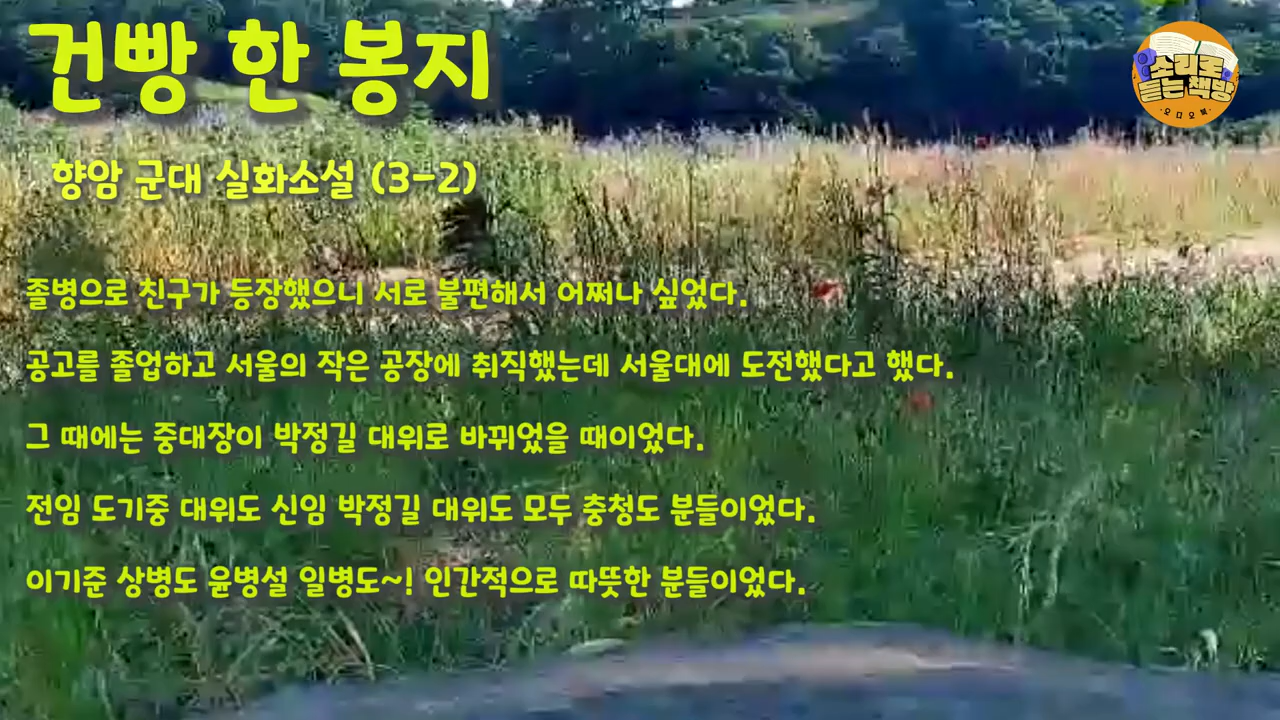 건빵 한 봉지
소리로
듣는 책방
·오디오북·
향암 군대 실화소설 (3-2)
졸병으로 친구가 등장했으니 서로 불편해서 어쩌나 싶었다.
공고를 졸업하고 서울의 작은 공장에 취직했는데 서울대에 도전했다고 했다.
그 때에는 중대장이 박정길 대위로 바뀌었을 때이었다.
전임 도기중 대위도 신임 박정길 대위도 모두 충청도 분들이었다.
이기준 상병도 윤병설 일병도~! 인간적으로 따뜻한 분들이었다.